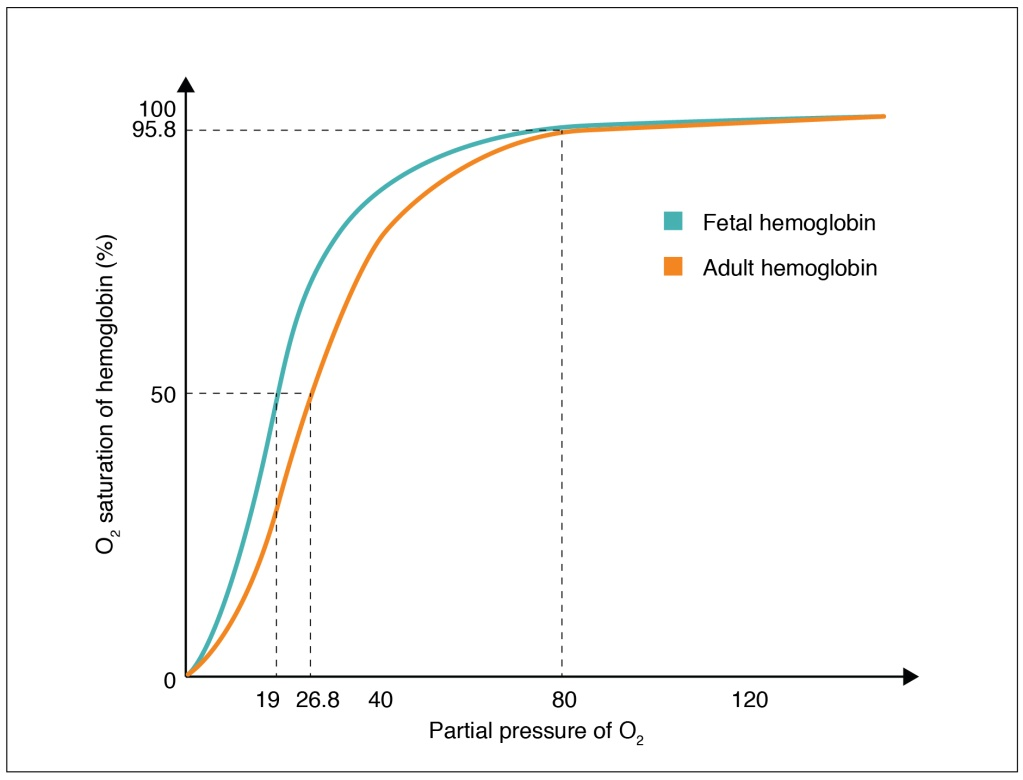 100
95.8
50
0
O₂ saturation of hemoglobin (%)
Fetal hemoglobin
Adult hemoglobin
19 26.8 40 80 120
Partial pressure of O₂